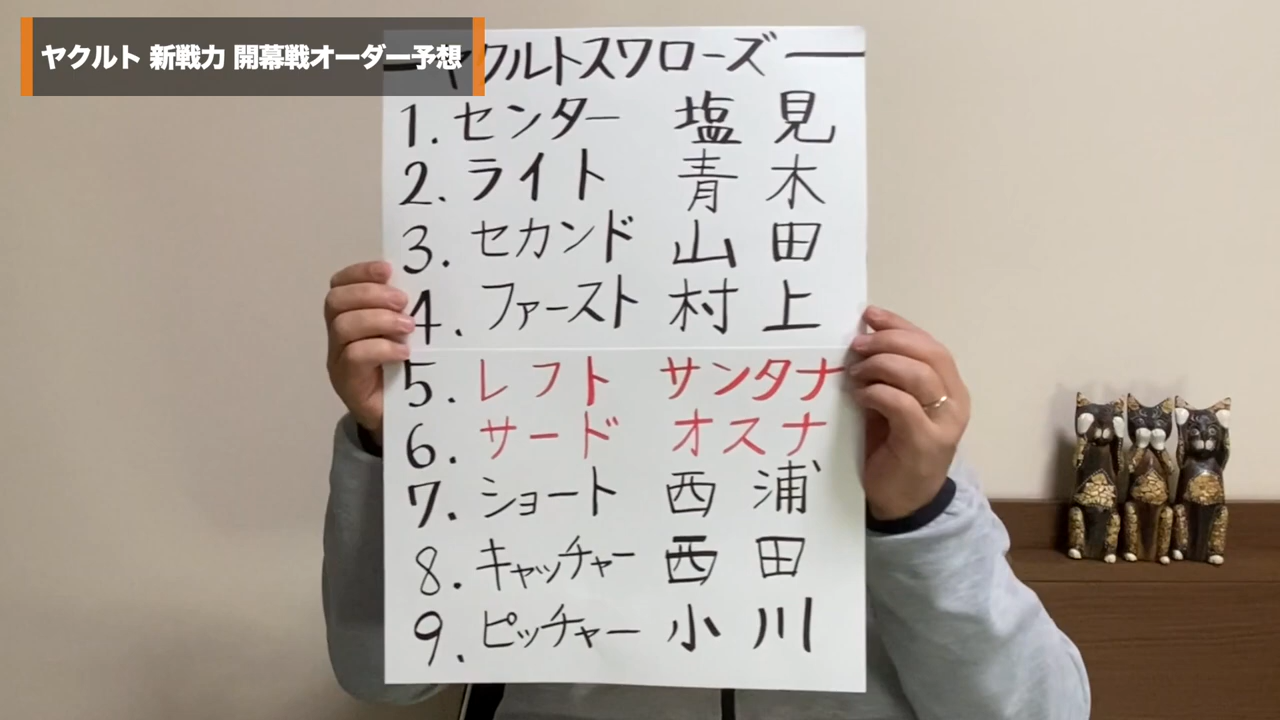 ヤクルト 新戦力 開幕戦オーダー予想
ヤクルトスワローズ
1. センター 塩見
2. ライト 青木
3. セカンド 山田
4. ファースト 村上
5. レフト サンタナ
6. サード オスナ
7. ショート 西浦
8. キャッチャー 西田
9. ピッチャー 小川